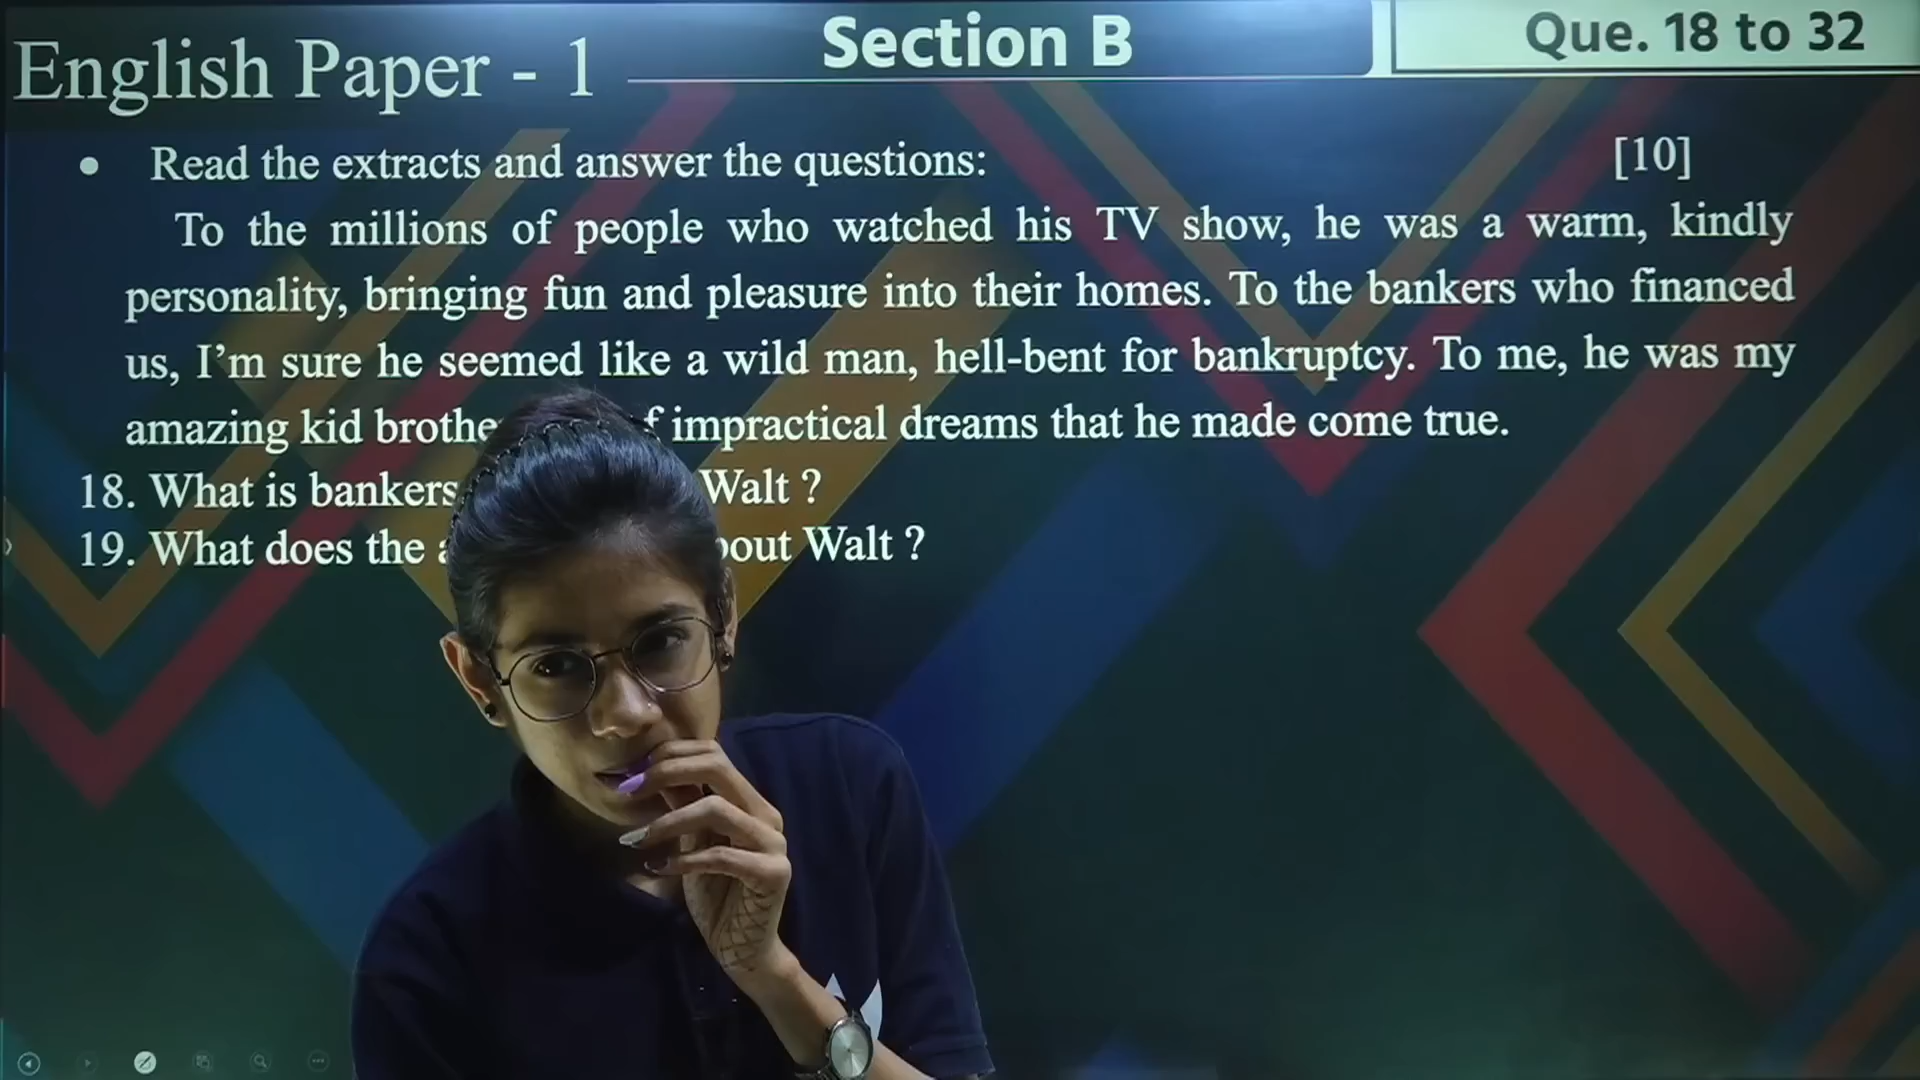 English Paper - 1
Section B
Que. 18 to 32
• Read the extracts and answer the questions: [10]
To the millions of people who watched his TV show, he was a warm, kindly
personality, bringing fun and pleasure into their homes. To the bankers who financed
us, I'm sure he seemed like a wild man, hell-bent for bankruptcy. To me, he was my
amazing kid impractical dreams that he made come true.
18. What is bankers Walt ?
19. What does the Walt ?